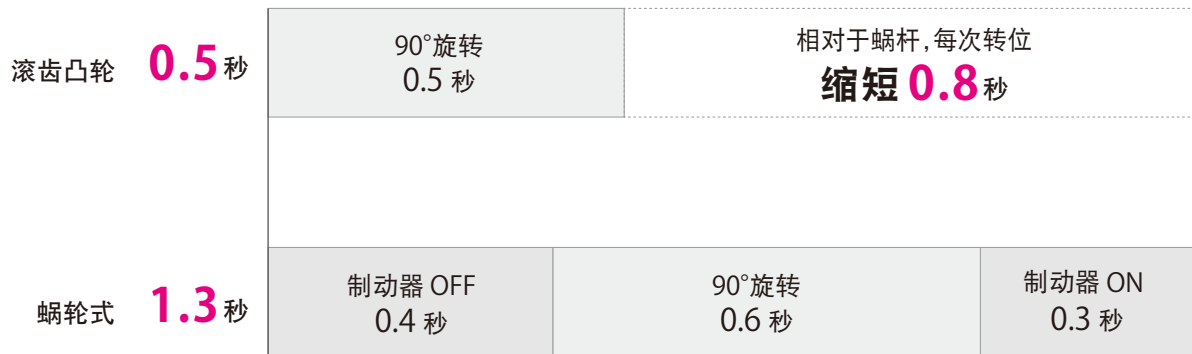 滚齿凸轮 0.5秒
90°旋转
0.5 秒
相对于蜗杆,每次转位
缩短0.8秒
蜗轮式 1.3秒
制动器 OFF
0.4 秒
90°旋转
0.6 秒
制动器 ON
0.3 秒